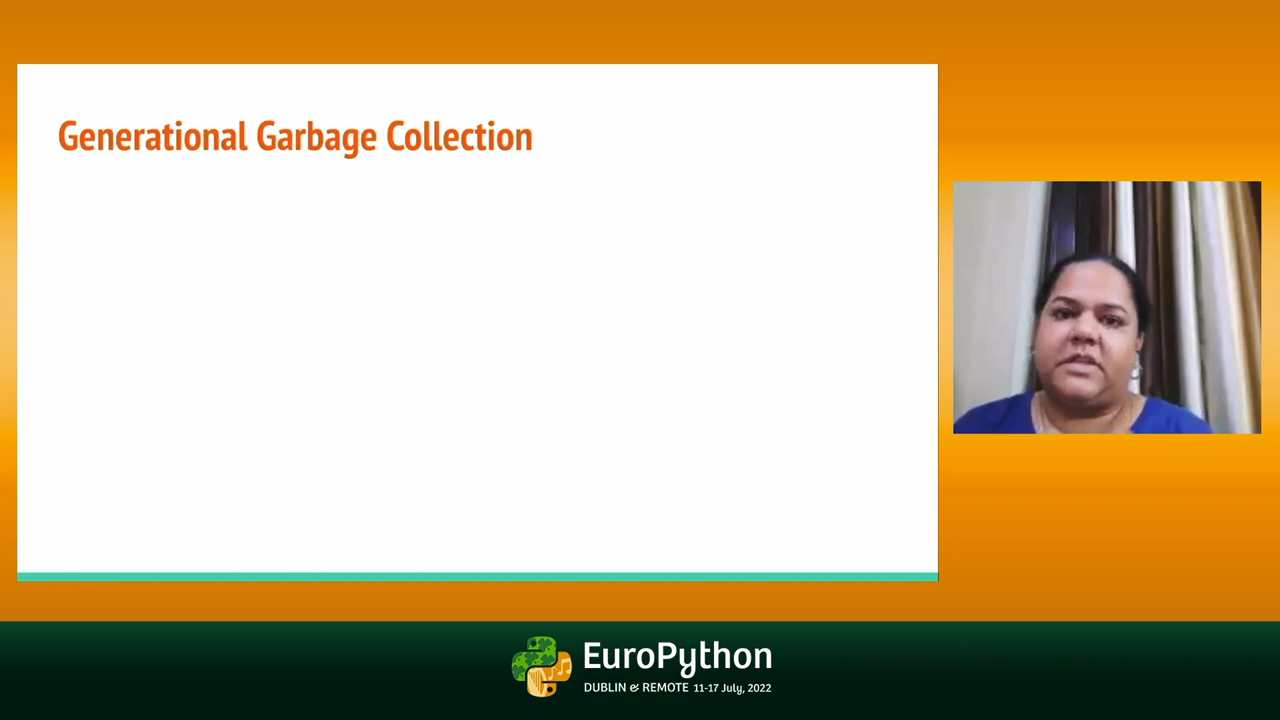 Generational Garbage Collection
EuroPython
DUBLIN & REMOTE 11-17 July, 2022